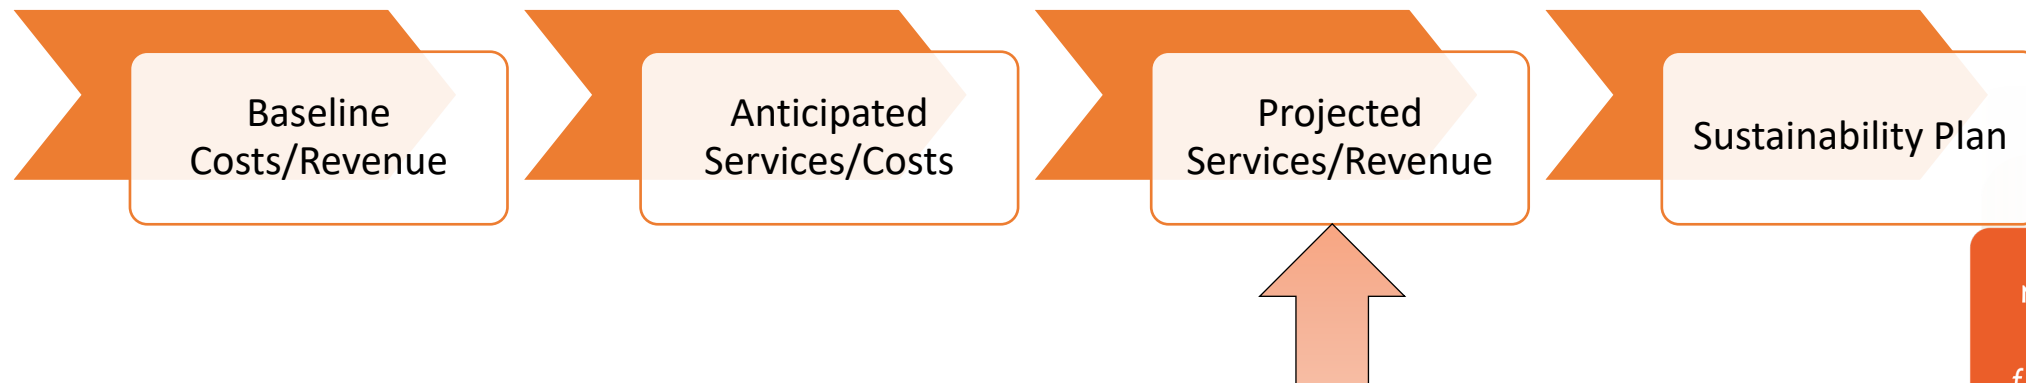 Baseline
Costs/Revenue
Anticipated
Services/Costs
Projected
Services/Revenue
Sustainability Plan